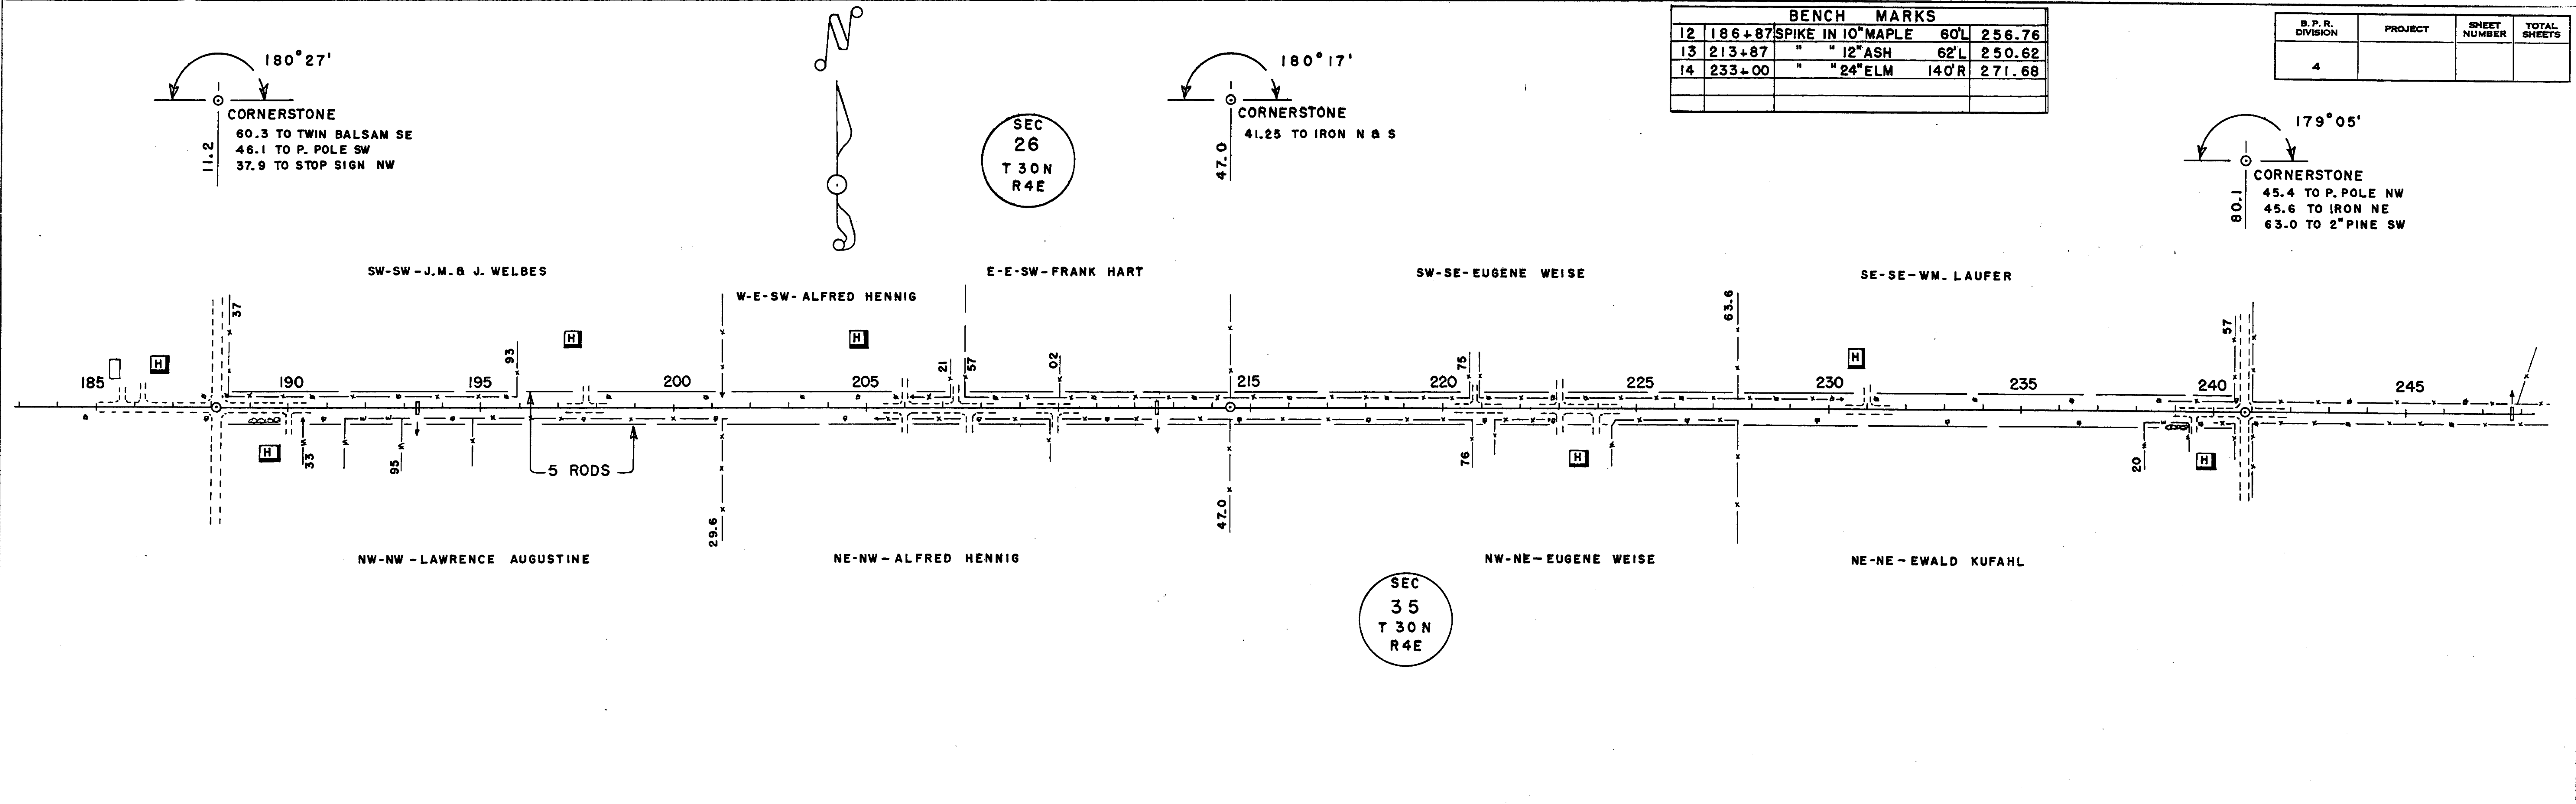 N
BENCH MARKS
12 186+87 SPIKE IN 10" MAPLE 60'L 256.76
13 213+87 " " 12" ASH 62'L 250.62
14 233+00 " " 24" ELM 140'R 271.68
B. P. R. DIVISION PROJECT SHEET NUMBER TOTAL SHEETS
4
180°27'
CORNERSTONE
60.3 TO TWIN BALSAM SE
46.1 TO P. POLE SW
37.9 TO STOP SIGN NW
11.2
SEC
26
T 30 N
R 4 E
180°17'
CORNERSTONE
41.25 TO IRON N & S
47.0
179°05'
CORNERSTONE
45.4 TO P. POLE NW
45.6 TO IRON NE
63.0 TO 2" PINE SW
80.1
SW-SW-J.M. & J. WELBES
W-E-SW-ALFRED HENNIG
E-E-SW-FRANK HART
SW-SE-EUGENE WEISE
SE-SE-WM. LAUFER
37
93
21
57
02
75
63.6
57
H
H
H
H
185 190 195 200 205 215 220 225 230 235 240 245
H
33
95
5 RODS
29.6
47.0
76
H
20
H
NW-NW-LAWRENCE AUGUSTINE
NE-NW-ALFRED HENNIG
NW-NE-EUGENE WEISE
NE-NE-EWALD KUFAHL
SEC
35
T 30 N
R 4 E